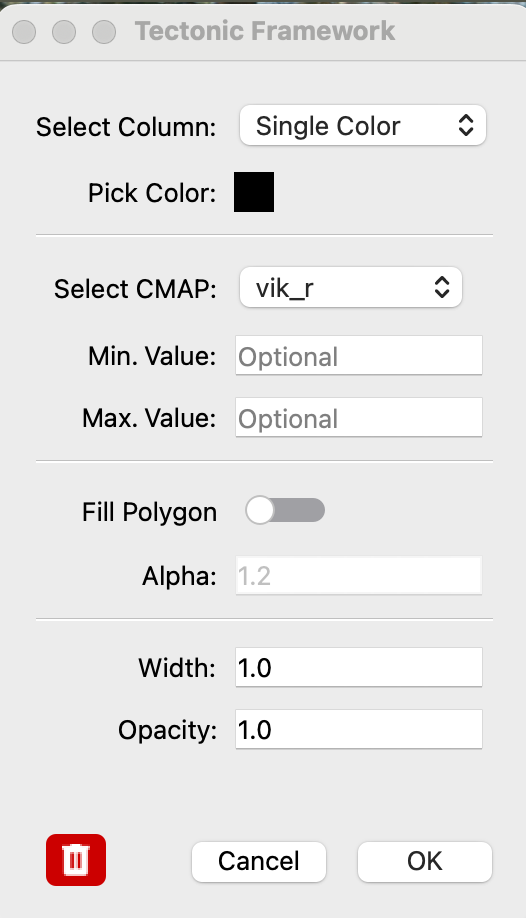 Tectonic Framework
Select Column: Single Color
Pick Color:
Select CMAP: vik_r
Min. Value: Optional
Max. Value: Optional
Fill Polygon
Alpha: 1.2
Width: 1.0
Opacity: 1.0
Cancel OK